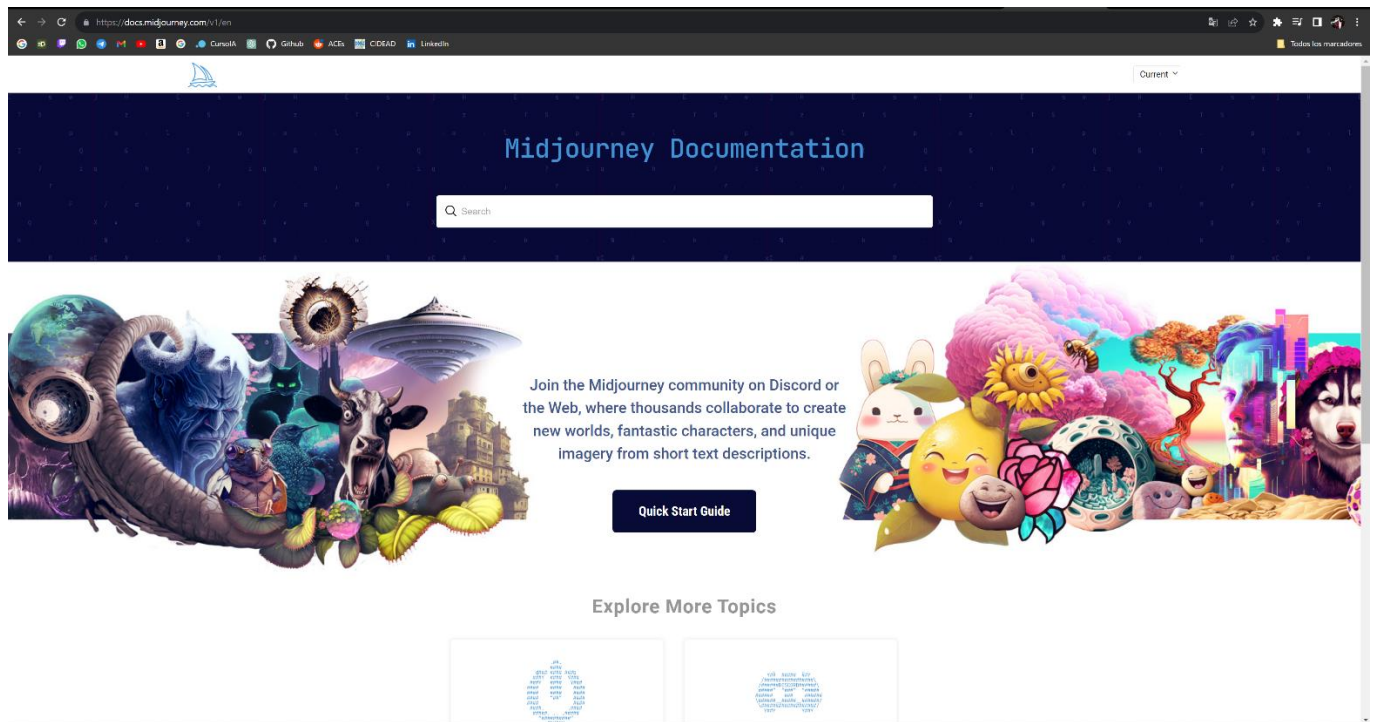 https://docs.midjourney.com/v1/en
CursoIA Github ACEs CIDEAD LinkedIn Todos los marcadores
Current
Midjourney Documentation
Search
Join the Midjourney community on Discord or
the Web, where thousands collaborate to create
new worlds, fantastic characters, and unique
imagery from short text descriptions.
Quick Start Guide
Explore More Topics